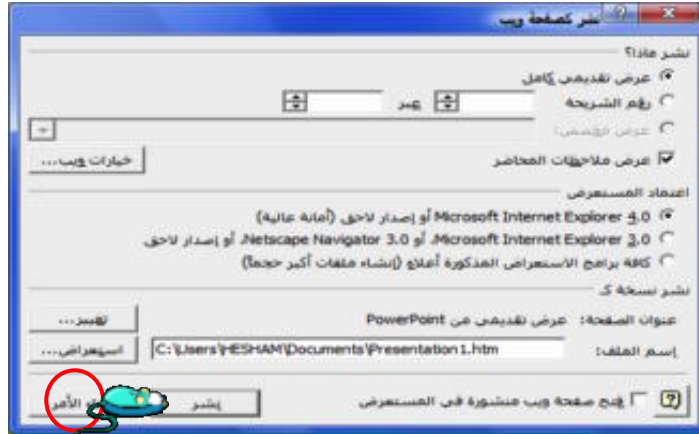 نشر كصفحة ويب
نشر ماذا؟
عرض تقديمي كامل
رقم الشريحة عبر
عرض مخصص:
عرض ملاحظات المحاضر خيارات ويب...
اعتماد المستعرض
Microsoft Internet Explorer 4.0 أو إصدار لاحق (أمانة عالية)
Microsoft Internet Explorer 3.0، أو Netscape Navigator 3.0، أو إصدار لاحق
كافة برامج الاستعراض المذكورة أعلاه (إنشاء ملفات أكبر حجماً)
نشر نسخة كـ
عنوان الصفحة: عرض تقديمي من PowerPoint تغيير...
إسم الملف: C:\Users\HESHAM\Documents\Presentation1.htm استعراض...
فتح صفحة ويب منشورة في المستعرض نشر الأمر